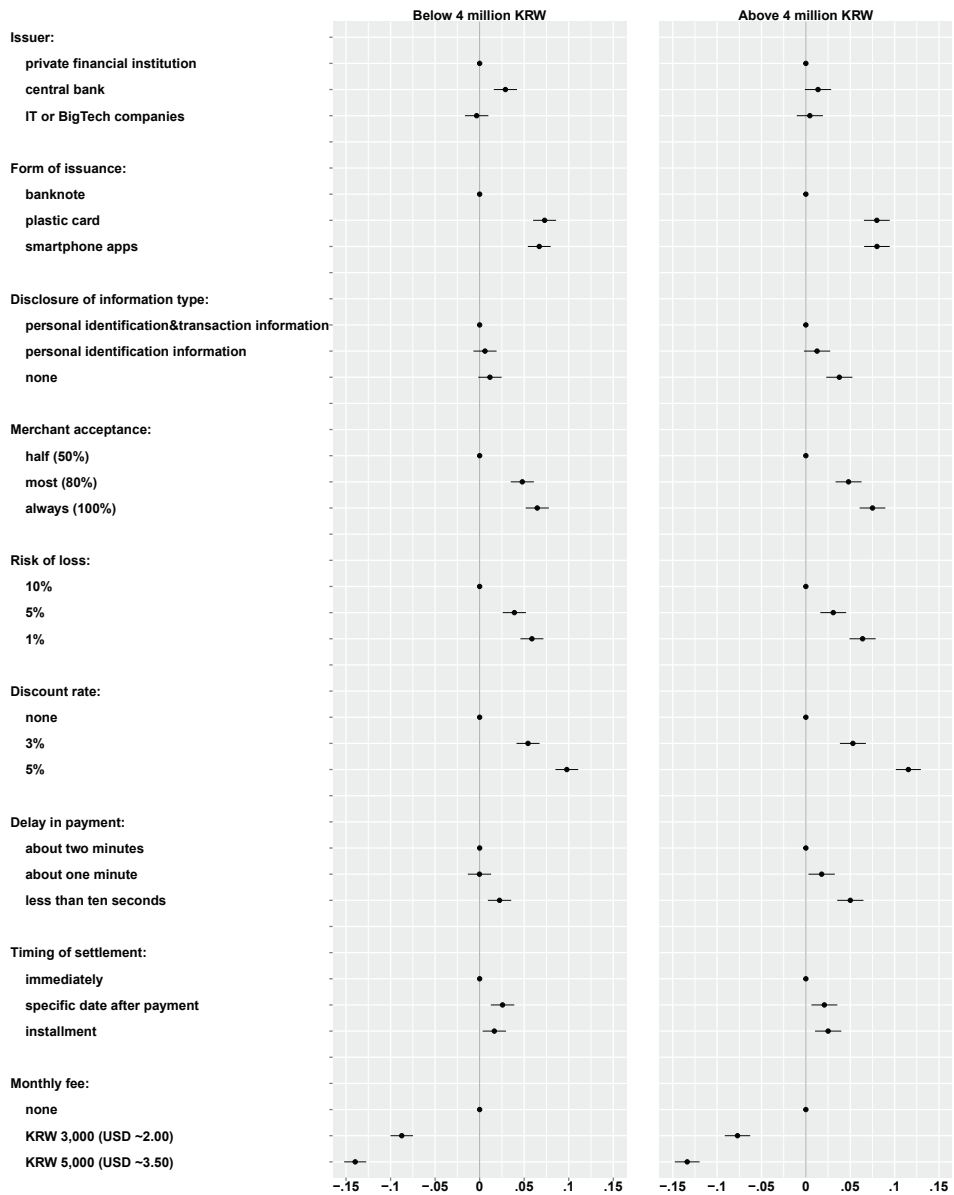 Below 4 million KRW
Above 4 million KRW
Issuer:
private financial institution
central bank
IT or BigTech companies
Form of issuance:
banknote
plastic card
smartphone apps
Disclosure of information type:
personal identification&transaction information
personal identification information
none
Merchant acceptance:
half (50%)
most (80%)
always (100%)
Risk of loss:
10%
5%
1%
Discount rate:
none
3%
5%
Delay in payment:
about two minutes
about one minute
less than ten seconds
Timing of settlement:
immediately
specific date after payment
installment
Monthly fee:
none
KRW 3,000 (USD ~2.00)
KRW 5,000 (USD ~3.50)
−.15 −.1 −.05 0 .05 .1 .15
−.15 −.1 −.05 0 .05 .1 .15